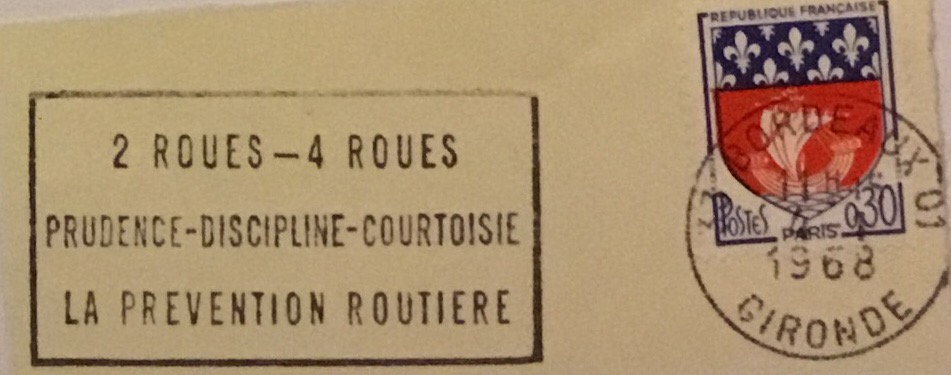 2 ROUES - 4 ROUES
PRUDENCE-DISCIPLINE-COURTOISIE
LA PREVENTION ROUTIERE
REPUBLIQUE FRANÇAISE
POSTES 0,30
PARIS
33 BORDEAUX 01
1968
GIRONDE